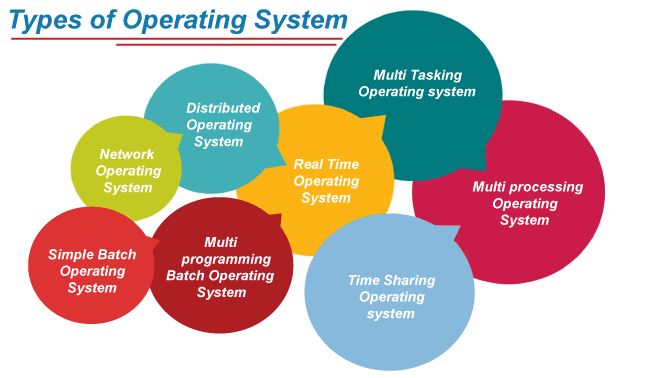 Types of Operating System
Multi Tasking
Operating system
Distributed
Operating
System
Network
Operating
System
Real Time
Operating
System
Multi processing
Operating
System
Simple Batch
Operating
System
Multi
programming
Batch Operating
System
Time Sharing
Operating
system